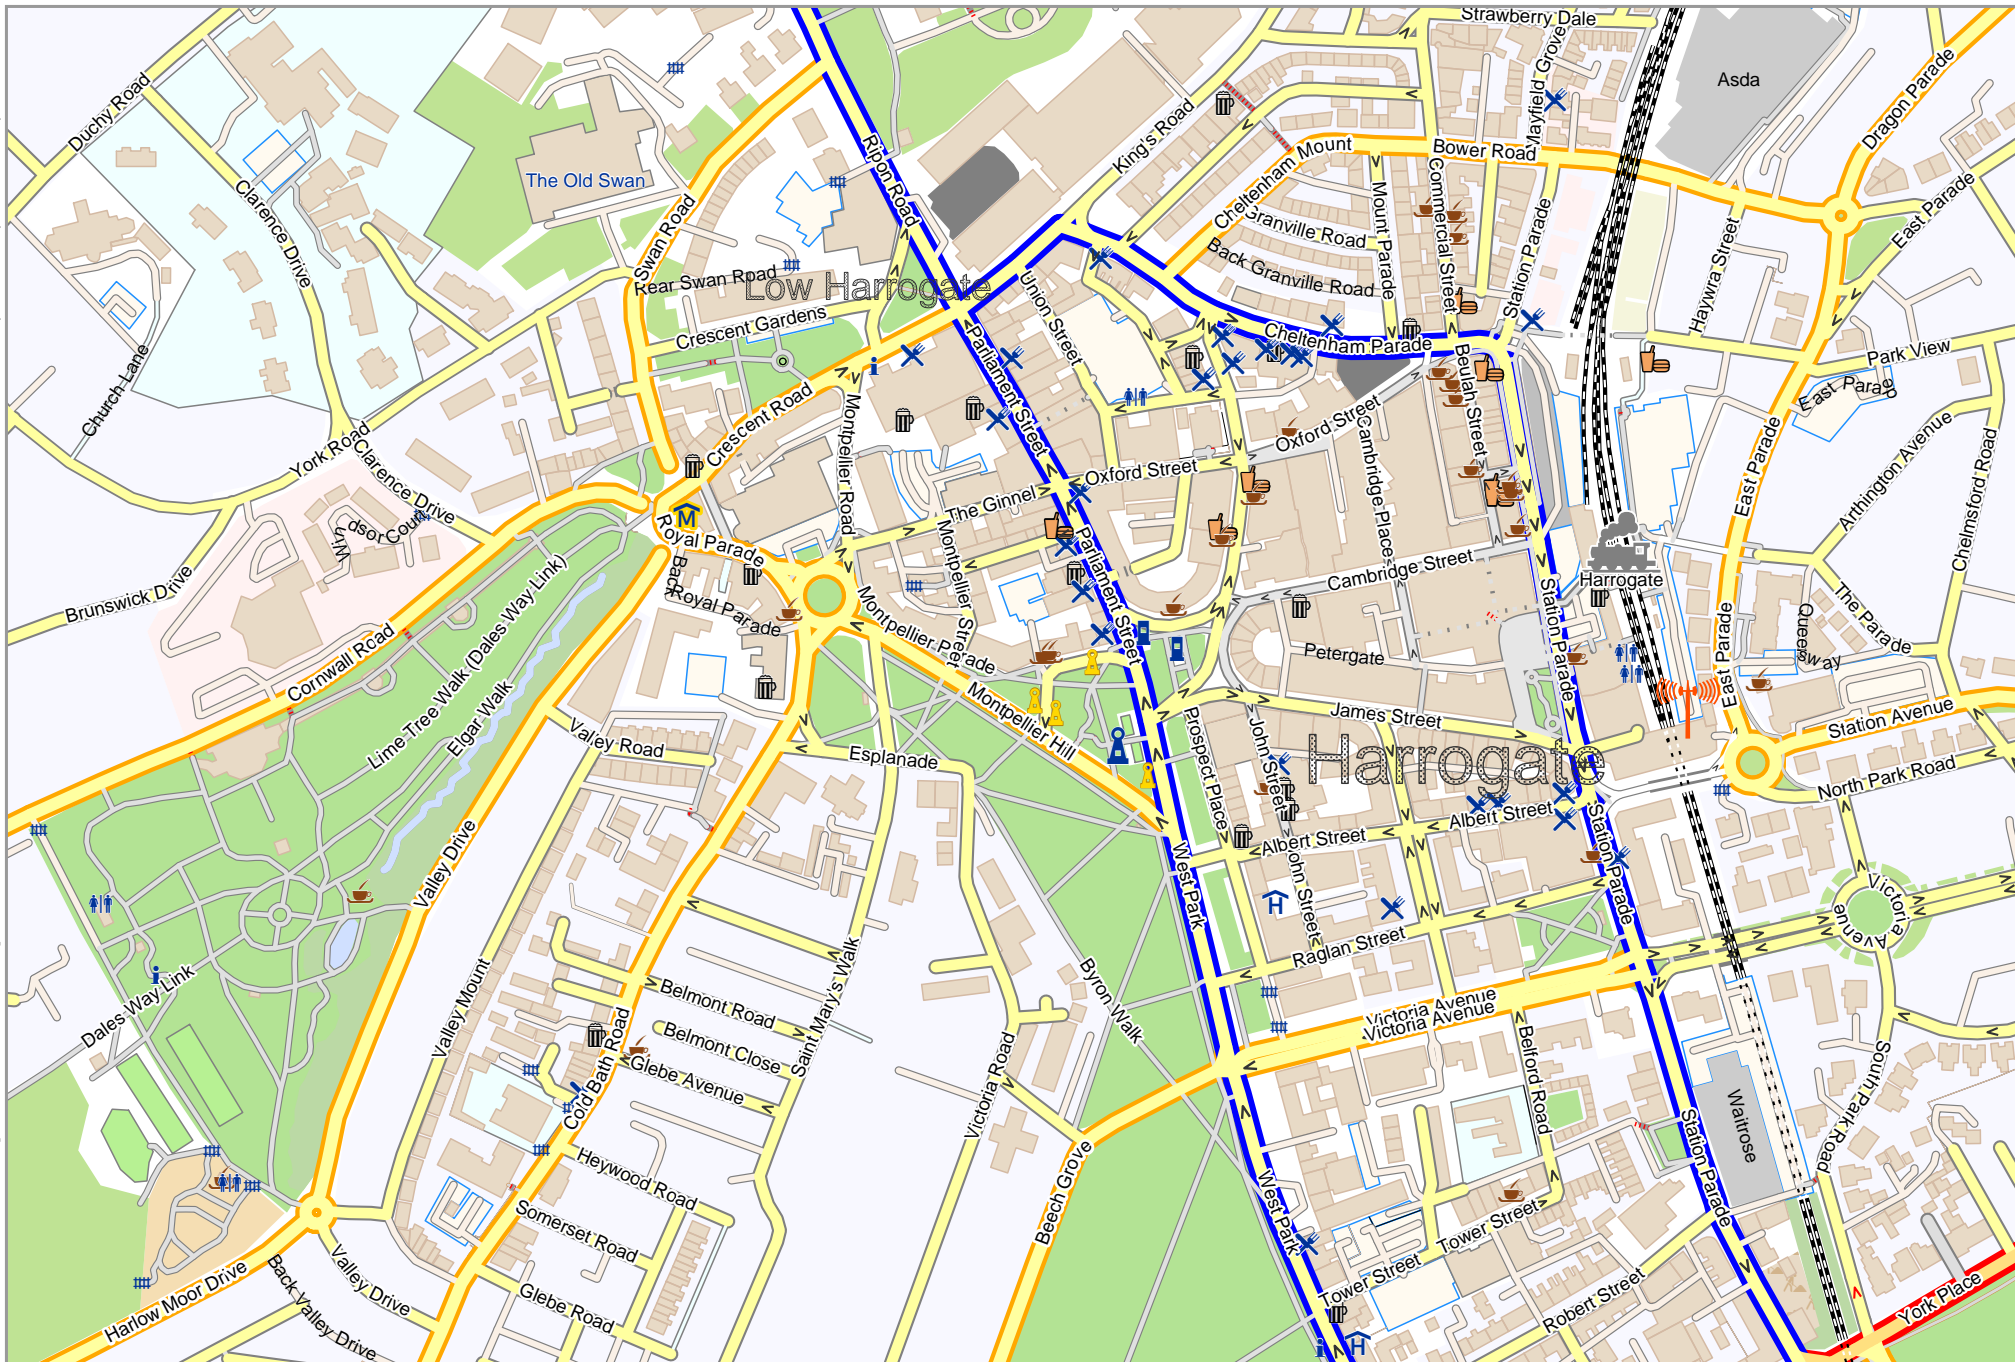 Strawberry Dale
Asda
Duchy Road
Mayfield Grove
Dragon Parade
King's Road
Ripon Road
The Old Swan
Cheltenham Mount
Bower Road
Clarence Drive
Swan Road
Mount Parade
Commercial Street
Granville Road
Station Parade
Haywra Street
East Parade
Back Granville Road
Rear Swan Road
Low Harrogate
Crescent Gardens
Union Street
Cheltenham Parade
Parliament Street
Beulah Street
Park View
Church Lane
East Parad
Crescent Road
Montpellier Road
Oxford Street
Cambridge Place
York Road
Clarence Drive
Oxford Street
East Parade
Arthington Avenue
Chelmsford Road
The Ginnel
dsor Court
Wi
M
Royal Parade
Back
Royal Parade
Montpellier Street
Parliament Street
Cambridge Street
Harrogate
Brunswick Drive
Lime Tree Walk (Dales Way Link)
Montpellier Parade
Station Parade
The Parade
Queensway
Cornwall Road
Elgar Walk
Petergate
East Parade
Valey Road
Montpellier Hill
Prospect Place
John Street
James Street
Station Avenue
Esplanade
Harrogate
North Park Road
Valley Drive
Albert Street
Albert Street
Station Parade
West Park
John Street
H
Victoria Avenue
Raglan Street
Dales Way Link
Valley Mount
Belmont Road
Saint Mary's Walk
Byron Walk
Victoria Avenue
Victoria Avenue
Belmont Close
Glebe Avenue
Cold Bath Road
Victoria Road
Belford Road
South Park Road
Waitrose
Heywood Road
Beech Grove
West Park
Station Parade
Somerset Road
Tower Street
Tower Street
Valley Drive
Harlow Moor Drive
Back Valley Drive
Glebe Road
Robert Street
York Place
H